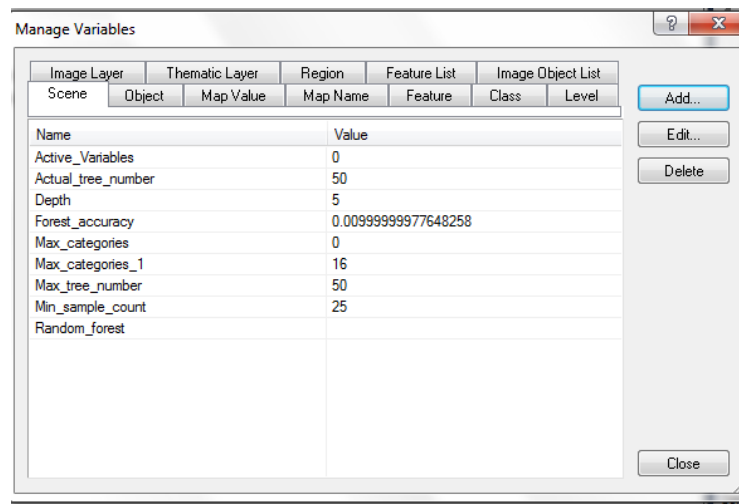 Manage Variables
?
X
Image Layer Thematic Layer Region Feature List Image Object List
Scene Object Map Value Map Name Feature Class Level
Add...
Edit...
Delete
Name Value
Active_Variables 0
Actual_tree_number 50
Depth 5
Forest_accuracy 0.00999999977648258
Max_categories 0
Max_categories_1 16
Max_tree_number 50
Min_sample_count 25
Random_forest
Close